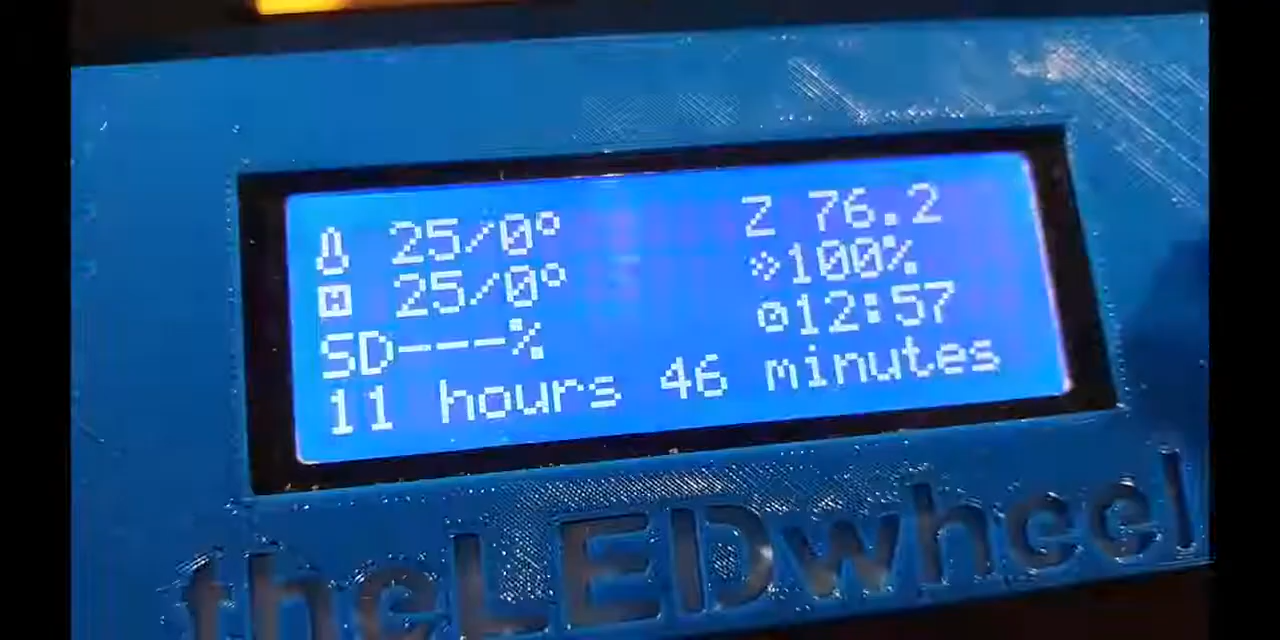 25/0° Z 76.2
25/0° 100%
SD---% 12:57
11 hours 46 minutes
theLEDwheel